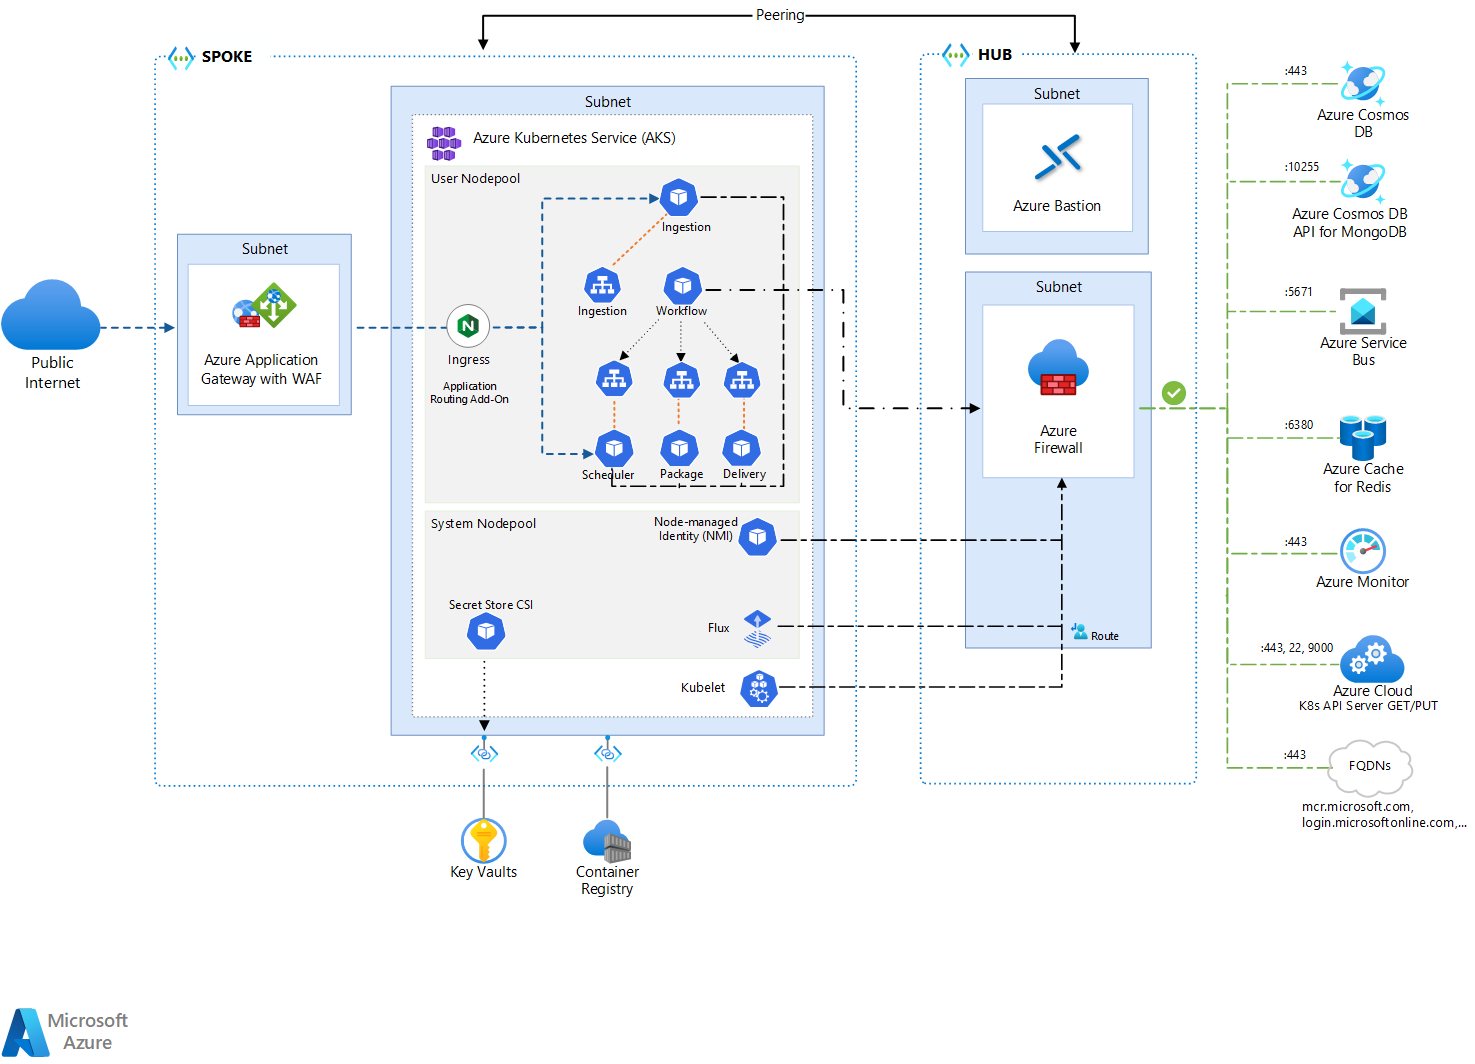 Peering
SPOKE
HUB
Subnet
Azure Kubernetes Service (AKS)
User Nodepool
Ingestion
Ingestion
Workflow
Subnet
Azure Application
Gateway with WAF
Public
Internet
Ingress
Application
Routing Add-On
Scheduler
Package
Delivery
System Nodepool
Node-managed
Identity (NMI)
Secret Store CSI
Flux
Kubelet
Key Vaults
Container
Registry
Subnet
Azure Bastion
Subnet
Azure
Firewall
Route
:443
Azure Cosmos
DB
:10255
Azure Cosmos DB
API for MongoDB
:5671
Azure Service
Bus
:6380
Azure Cache
for Redis
:443
Azure Monitor
:443, 22, 9000
Azure Cloud
K8s API Server GET/PUT
:443
FQDNs
mcr.microsoft.com,
login.microsoftonline.com,...
Microsoft
Azure